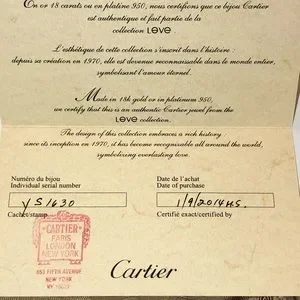 En or 18 carats ou en platine 950, nous certifions que ce bijou Cartier
est authentique et fait partie de la
collection LOVE
L'esthétique de cette collection s'inscrit dans l'histoire :
depuis sa création en 1970, elle est devenue reconnaissable dans le monde entier,
symbolisant l'amour éternel.
Made in 18k gold or in platinum 950,
we certify that this is an authentic Cartier jewel from the
LOVE collection.
The design of this collection embraces a rich history
since its inception in 1970, it has become recognisable all around the world,
symbolizing everlasting love.
Numéro du bijou
Individual serial number
Date de l'achat
Date of purchase
YS1630
1/9/2014 HS.
Cachet/stamp
Certifié exact/certified by
CARTIER
PARIS
LONDON
NEW YORK
653 FIFTH AVENUE
NEW YORK
NY
Cartier